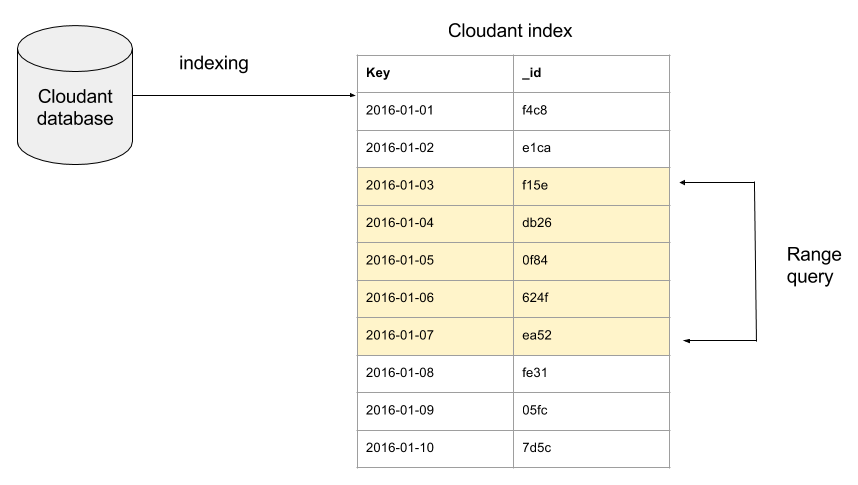 Cloudant index
indexing
Cloudant
database
Key _id
2016-01-01 f4c8
2016-01-02 e1ca
2016-01-03 f15e
2016-01-04 db26
2016-01-05 0f84
2016-01-06 624f
2016-01-07 ea52
2016-01-08 fe31
2016-01-09 05fc
2016-01-10 7d5c
Range
query